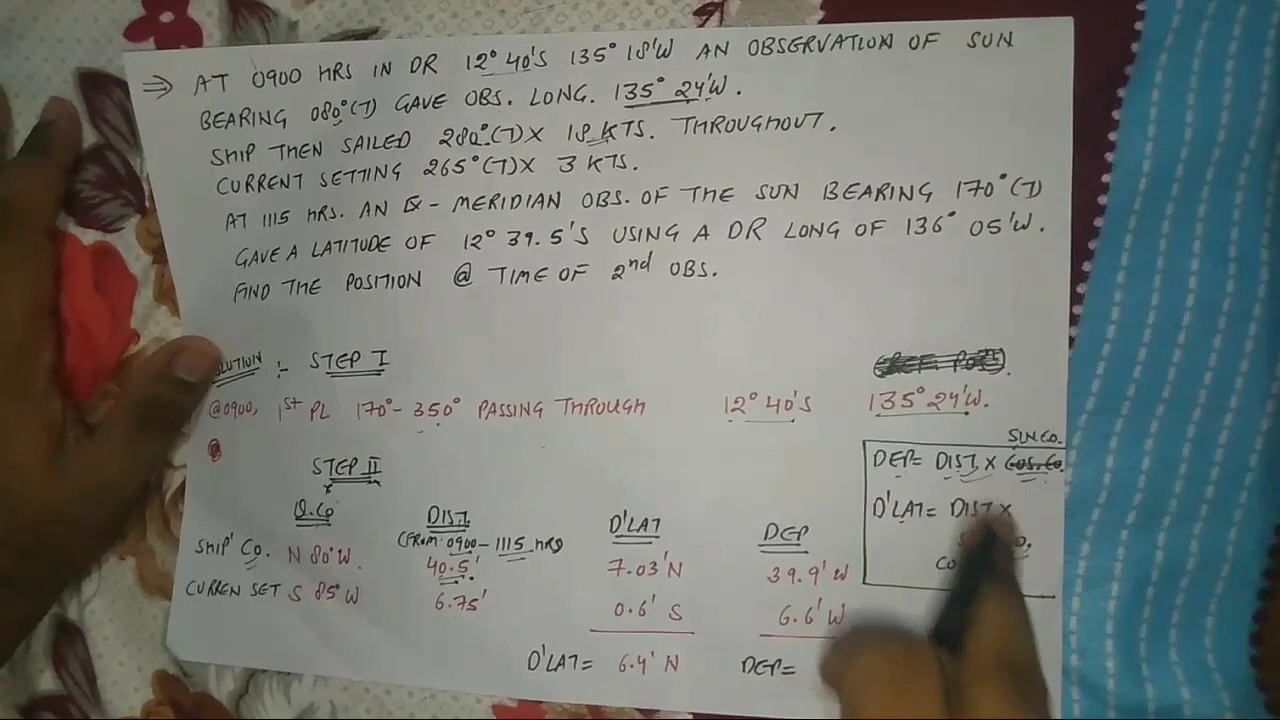 ⇒ AT 0900 HRS IN DR 12° 40'S 135° 18'W AN OBSERVATION OF SUN
BEARING 080°(T) GAVE OBS. LONG. 135° 24'W.
SHIP THEN SAILED 280°(T) X 18 KTS. THROUGHOUT.
CURRENT SETTING 265°(T) X 3 KTS.
AT 1115 HRS. AN EX-MERIDIAN OBS. OF THE SUN BEARING 170°(T)
GAVE A LATITUDE OF 12° 39.5'S USING A DR LONG OF 136° 05'W.
FIND THE POSITION @ TIME OF 2nd OBS.
SOLUTION :- STEP I
@0900, 1ST PL 170°-350° PASSING THROUGH 12° 40'S 135° 24'W.
STEP II
SIN CO.
DEP = DIST. X COS. CO.
D'LAT = DIST X
CO
Q.CO DIST. D'LAT DEP
(FROM 0900-1115 HRS)
SHIP' CO. N 80° W. 40.5' 7.03'N 39.9' W
CURREN SET S 85° W 6.75' 0.6' S 6.6' W
D'LAT = 6.4' N DEP =